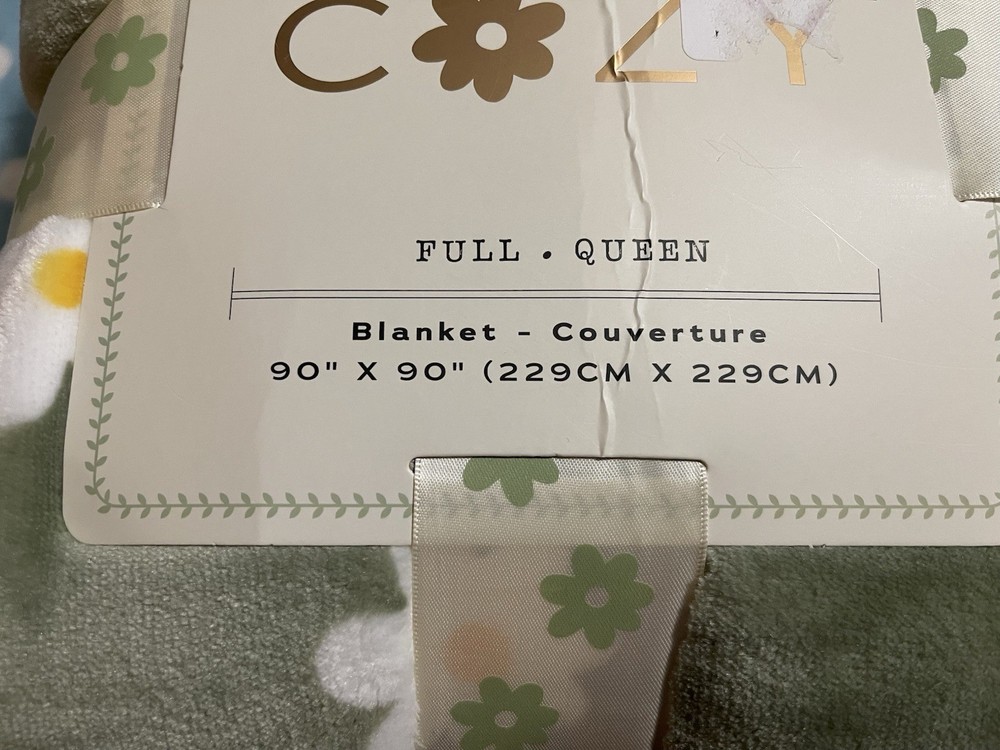 COZY
FULL . QUEEN
Blanket - Couverture
90" X 90" (229CM X 229CM)